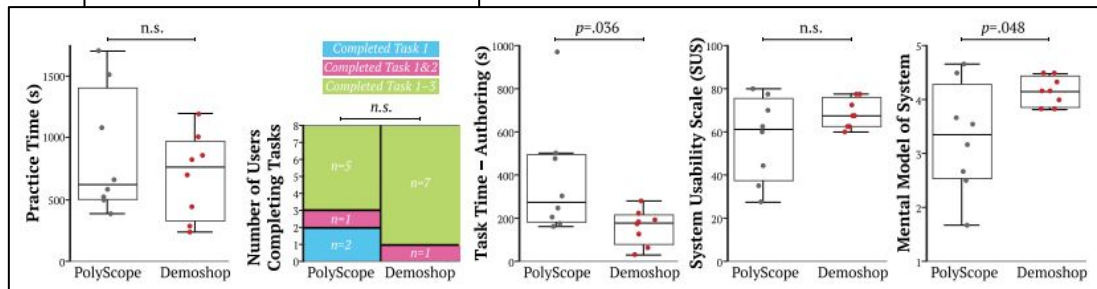 n.s.
Practice Time (s)
1500
1000
500
0
PolyScope
Demoshop
Completed Task 1
Completed Task 1&2
Completed Task 1–3
n.s.
Number of Users
Completing Tasks
8
7
6
5
4
3
2
1
0
n=5
n=7
n=1
n=2
n=1
PolyScope
Demoshop
p=.036
Task Time – Authoring (s)
1000
800
600
400
200
0
PolyScope
Demoshop
n.s.
System Usability Scale (SUS)
100
80
60
40
20
0
PolyScope
Demoshop
p=.048
Mental Model of System
5
4
3
2
1
PolyScope
Demoshop